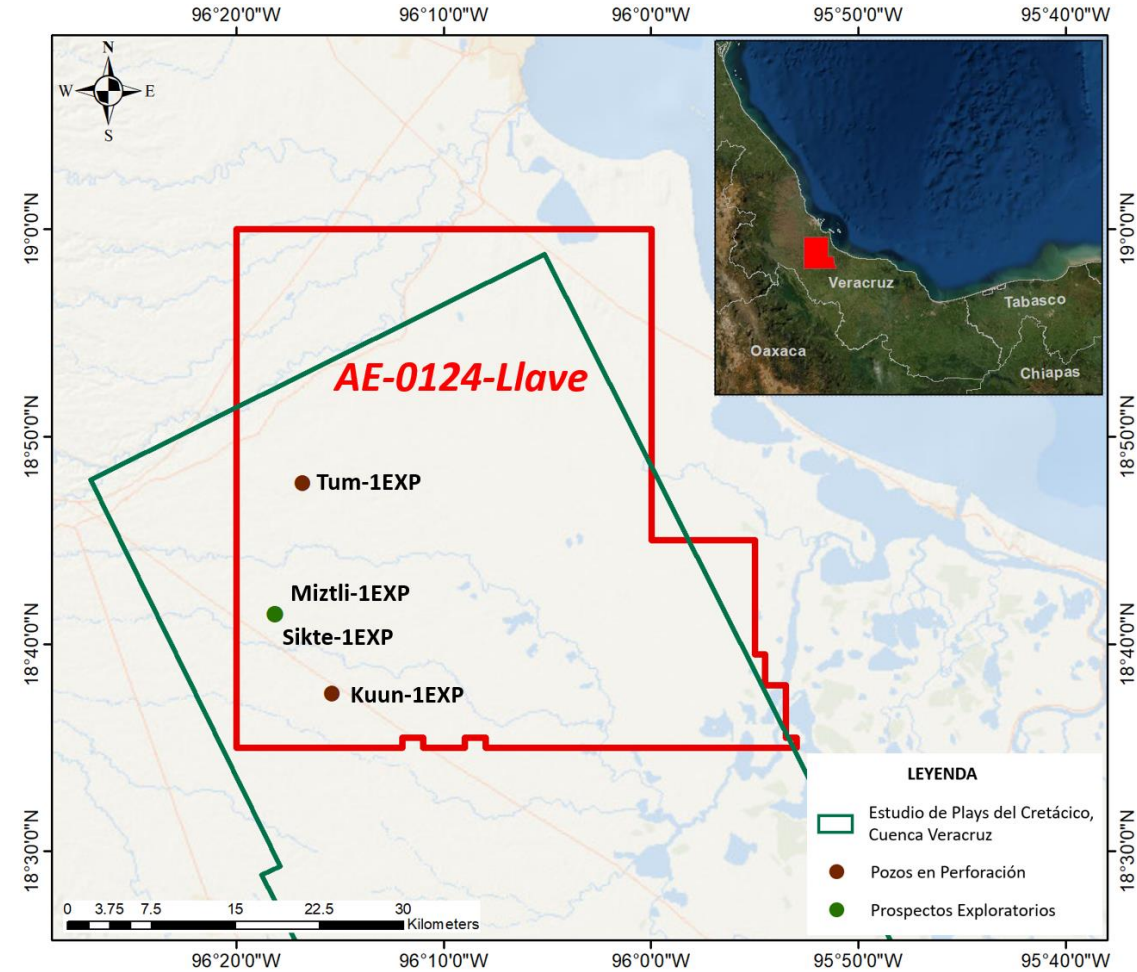 96°20'0"W
96°10'0"W
96°0'0"W
95°50'0"W
95°40'0"W
N
W
E
S
Veracruz
Tabasco
Oaxaca
Chiapas
19°0'0"N
19°0'0"N
AE-0124-Llave
18°50'0"N
18°50'0"N
Tum-1EXP
Miztli-1EXP
Sikte-1EXP
18°40'0"N
18°40'0"N
Kuun-1EXP
LEYENDA
Estudio de Plays del Cretácico,
Cuenca Veracruz
Pozos en Perforación
Prospectos Exploratorios
18°30'0"N
18°30'0"N
0 3.75 7.5 15 22.5 30
Kilometers
96°20'0"W
96°10'0"W
96°0'0"W
95°50'0"W
95°40'0"W